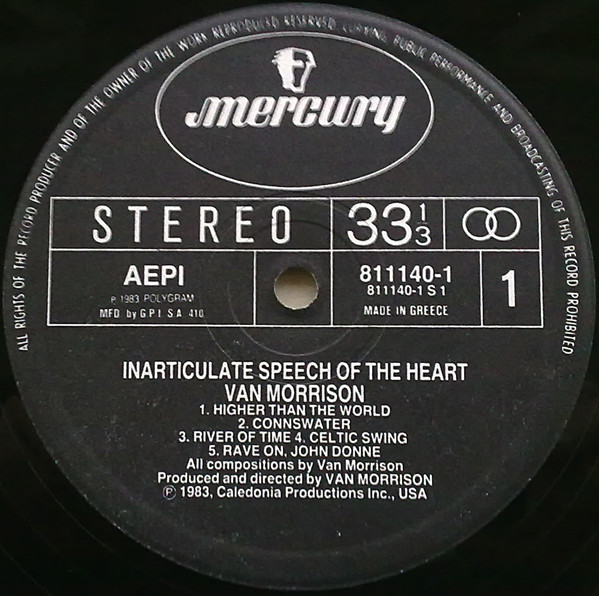 ALL RIGHTS OF THE RECORD PRODUCER AND OF THE OWNER OF THE WORK REPRODUCED RESERVED COPYING, PUBLIC PERFORMANCE AND BROADCASTING OF THIS RECORD PROHIBITED
mercury
STEREO 33 1/3
AEPI 811140-1 1
℗ 1983 POLYGRAM 811140-1 S 1
MFD. by G.P.I. S.A. 410 MADE IN GREECE
INARTICULATE SPEECH OF THE HEART
VAN MORRISON
1. HIGHER THAN THE WORLD
2. CONNSWATER
3. RIVER OF TIME 4. CELTIC SWING
5. RAVE ON, JOHN DONNE
All compositions by Van Morrison
Produced and directed by VAN MORRISON
℗ 1983, Caledonia Productions Inc., USA